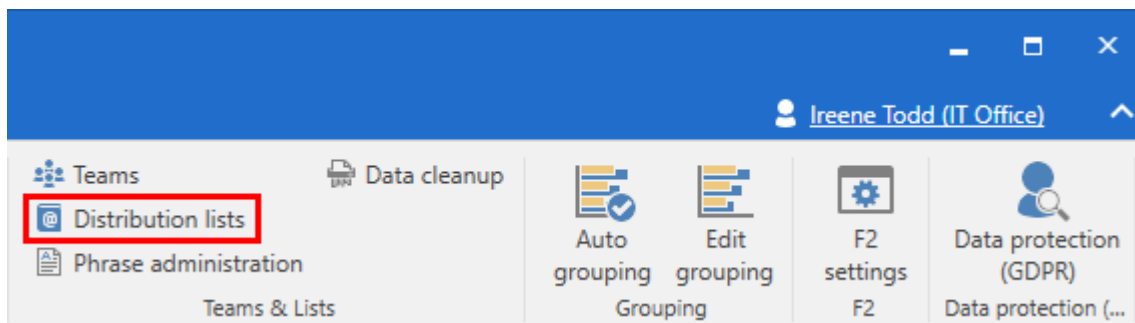 Ireene Todd (IT Office)
Teams
Data cleanup
Distribution lists
Phrase administration
Teams & Lists
Auto
grouping
Edit
grouping
Grouping
F2
settings
F2
Data protection
(GDPR)
Data protection (...